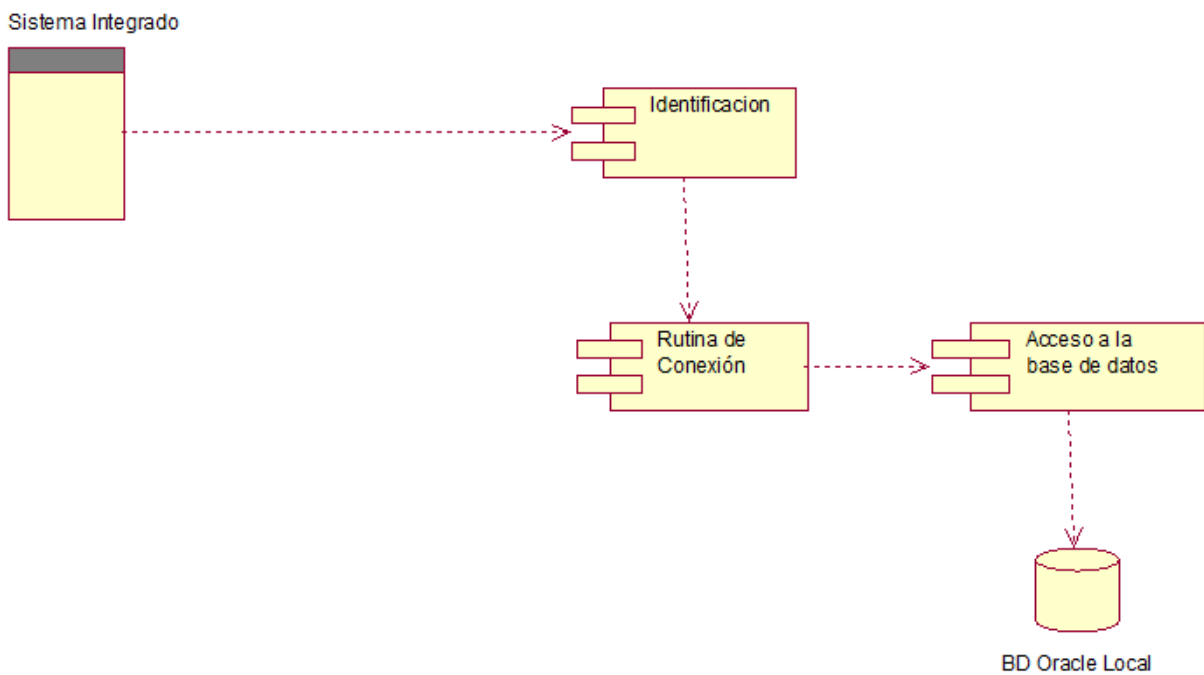 Sistema Integrado
Identificacion
Rutina de
Conexión
Acceso a la
base de datos
BD Oracle Local